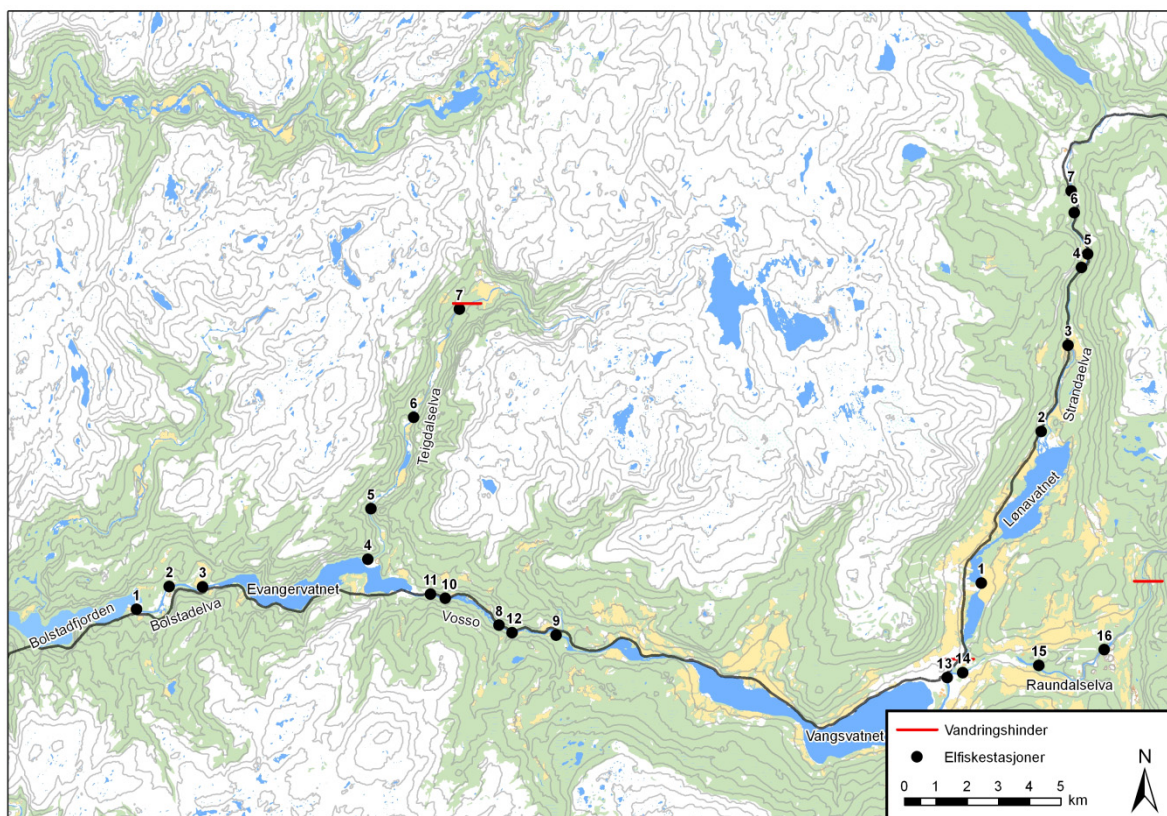 7
6
5
4
3
Strandaelva
2
Lønavatnet
1
7
6
Teigdalselva
5
4
Evangervatnet
3
2
1
Bolstadelva
Bolstadfjorden
11
10
Vosso
8
12
9
13
14
15
16
Raundalselva
Vangsvatnet
Vandringshinder
Elfiskestasjoner
0 1 2 3 4 5
km
N